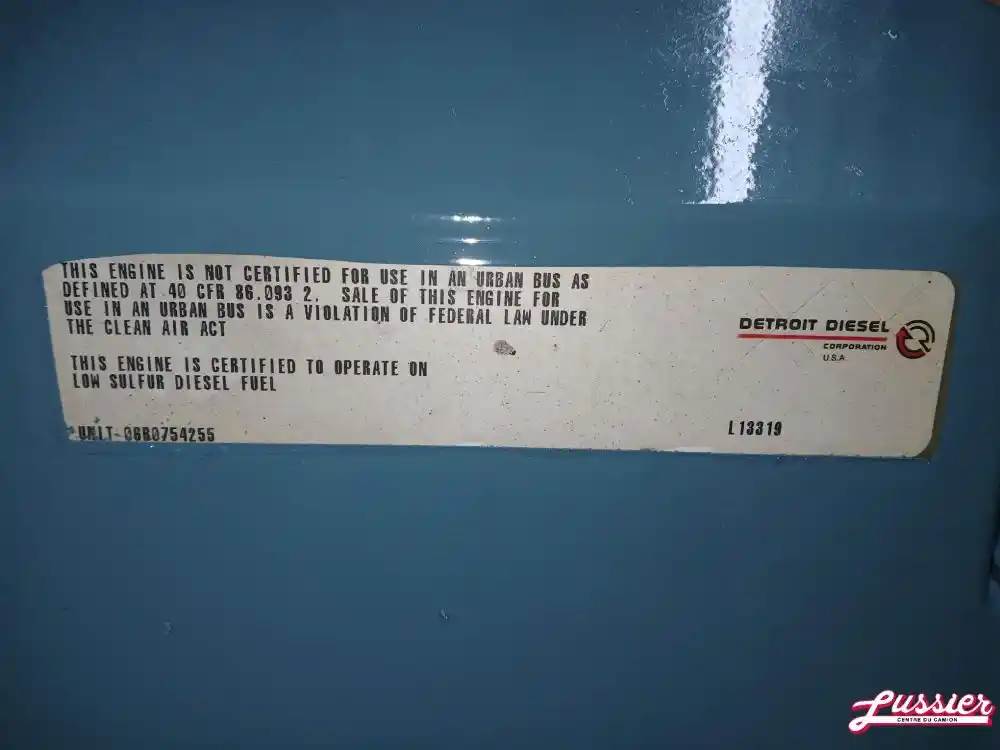 THIS ENGINE IS NOT CERTIFIED FOR USE IN AN URBAN BUS AS
DEFINED AT 40 CFR 86.093 2. SALE OF THIS ENGINE FOR
USE IN AN URBAN BUS IS A VIOLATION OF FEDERAL LAW UNDER
THE CLEAN AIR ACT
THIS ENGINE IS CERTIFIED TO OPERATE ON
LOW SULFUR DIESEL FUEL
UNIT-06R0754255
DETROIT DIESEL
CORPORATION
U.S.A.
L13319
Lussier
CENTRE DU CAMION